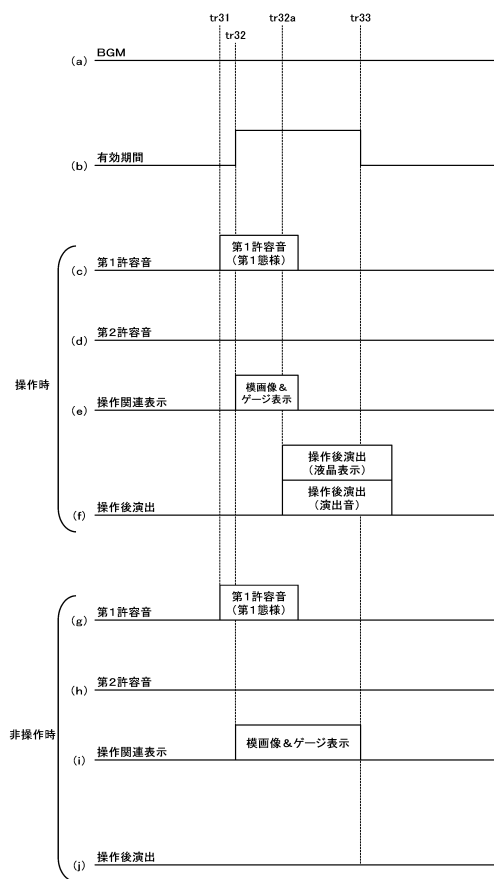 tr31 tr32a tr33
tr32
(a) BGM
(b) 有効期間
操作時
(c) 第1許容音
第1許容音
(第1態様)
(d) 第2許容音
(e) 操作関連表示
模画像&
ゲージ表示
(f) 操作後演出
操作後演出
(液晶表示)
操作後演出
(演出音)
非操作時
(g) 第1許容音
第1許容音
(第1態様)
(h) 第2許容音
(i) 操作関連表示
模画像&ゲージ表示
(j) 操作後演出